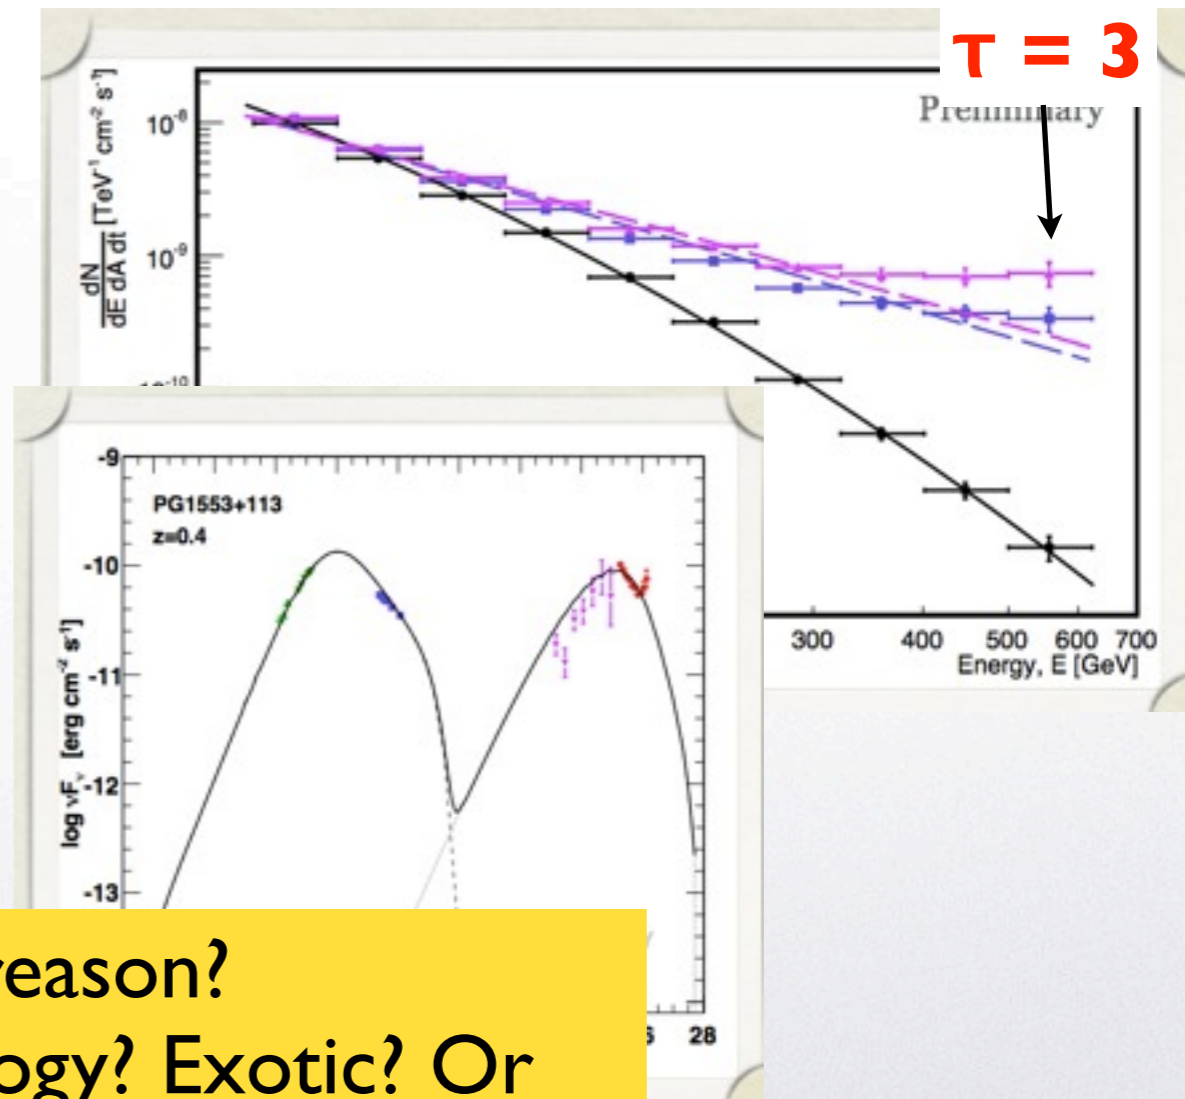 τ = 3
Preliminary
dN
dE dA dt
[TeV⁻¹ cm⁻² s⁻¹]
10⁻⁸
10⁻⁹
300 400 500 600 700
Energy, E [GeV]
PG1553+113
z=0.4
log νFᵥ [erg cm⁻² s⁻¹]
-9
-10
-11
-12
-13
28
reason?
ogy? Exotic? Or